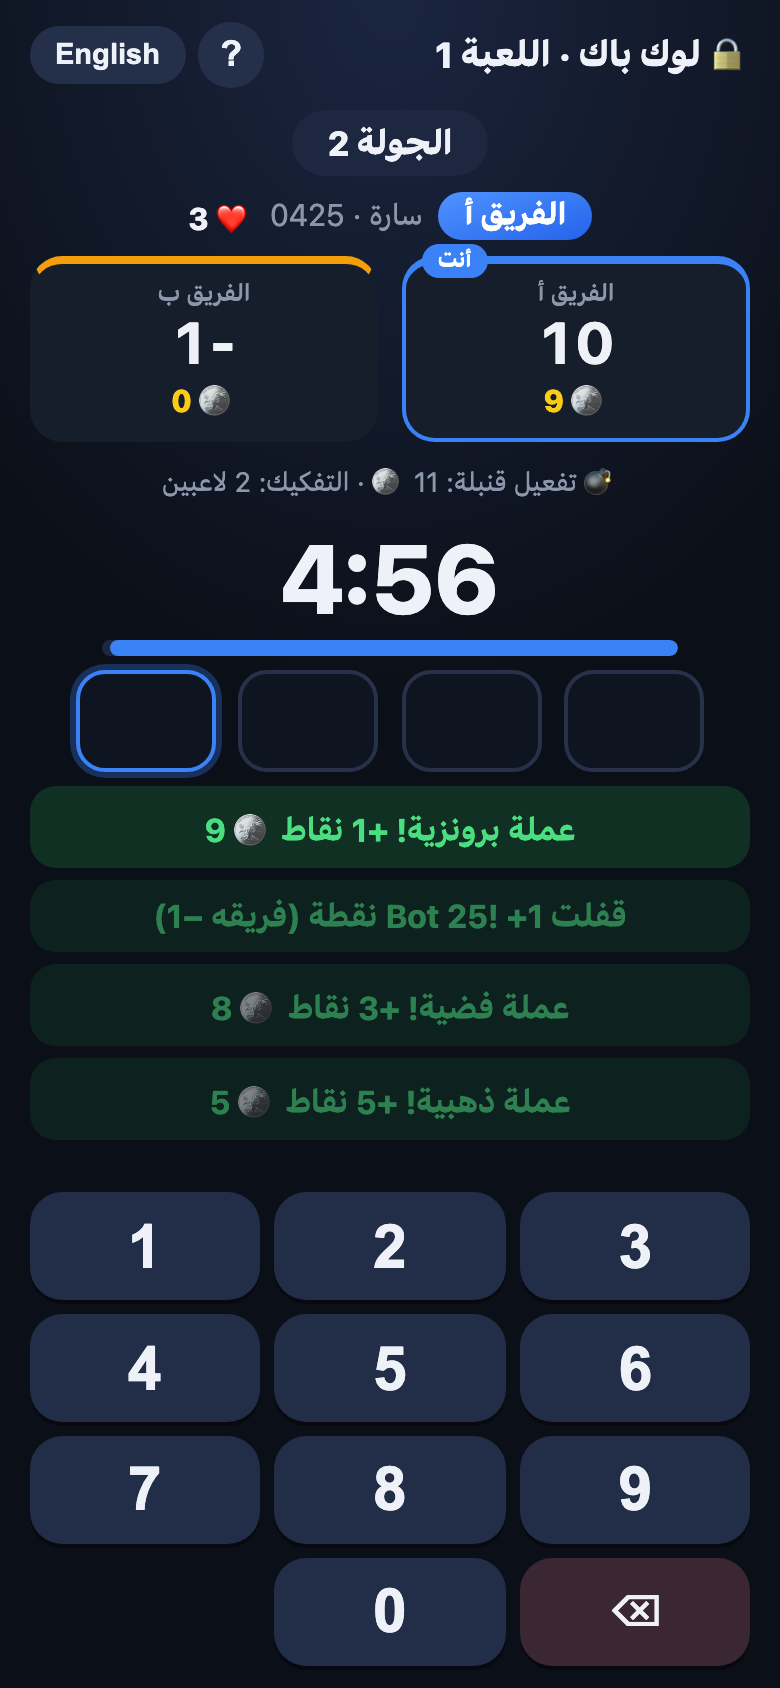 🔒 لوك باك · اللعبة 1
?
English
الجولة 2
الفريق أ
سارة · 0425
❤️ 3
أنت
الفريق أ
10
9
الفريق ب
1-
0
💣 تفعيل قنبلة: 11 🪙 · التفكيك: 2 لاعبين
4:56
عملة برونزية! +1 نقاط 🪙 9
قفلت Bot 25! +1 نقطة (فريقه −1)
عملة فضية! +3 نقاط 🪙 8
عملة ذهبية! +5 نقاط 🪙 5
1 2 3
4 5 6
7 8 9
0 ⌫